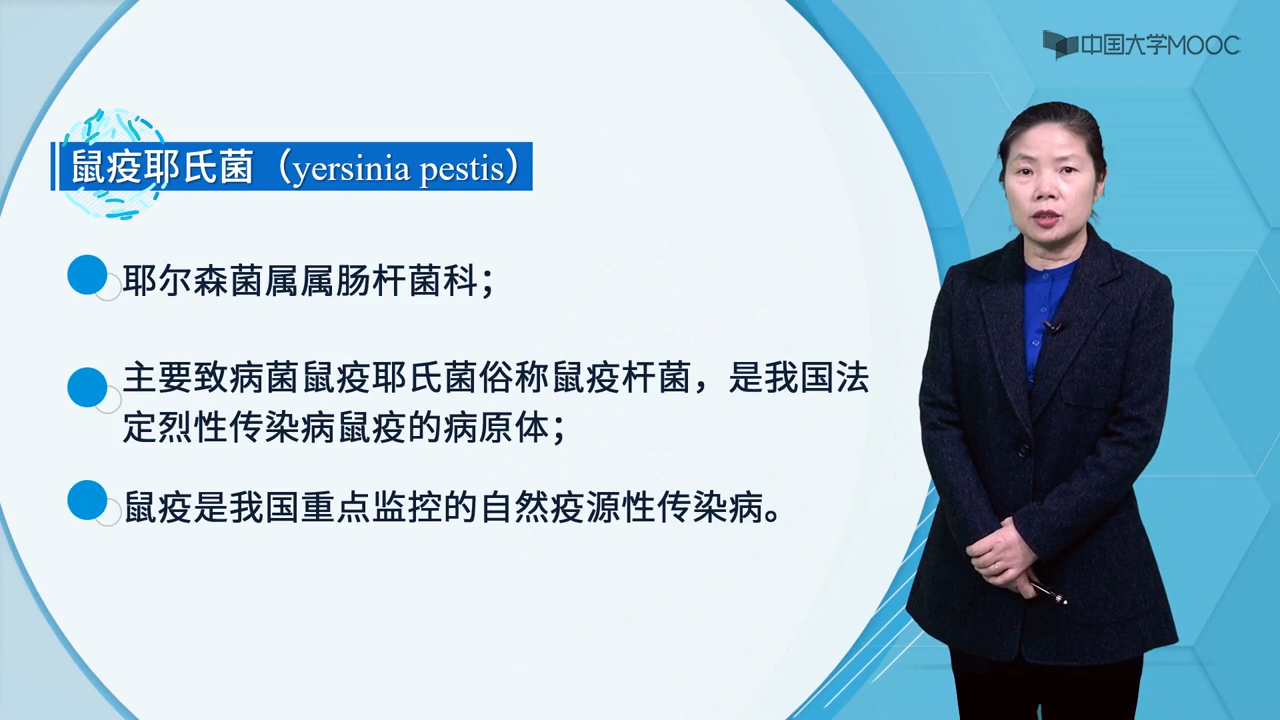 中国大学MOOC
鼠疫耶氏菌（yersinia pestis）
耶尔森菌属属肠杆菌科；
主要致病菌鼠疫耶氏菌俗称鼠疫杆菌，是我国法
定烈性传染病鼠疫的病原体；
鼠疫是我国重点监控的自然疫源性传染病。